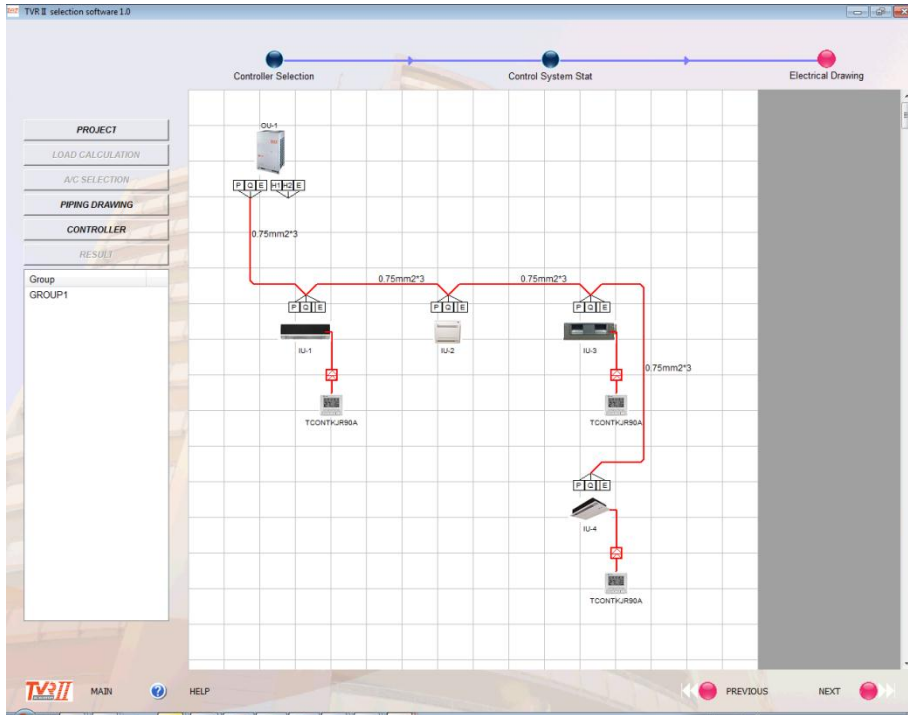 TVR II selection software 1.0
Controller Selection
Control System Stat
Electrical Drawing
PROJECT
LOAD CALCULATION
A/C SELECTION
PIPING DRAWING
CONTROLLER
RESULT
Group
GROUP1
OU-1
P Q E H1 H2 E
0.75mm2*3
0.75mm2*3
0.75mm2*3
P Q E
P Q E
P Q E
IU-1
IU-2
IU-3
0.75mm2*3
TCONTKJR90A
TCONTKJR90A
P Q E
IU-4
TCONTKJR90A
TVR II
MAIN
HELP
PREVIOUS
NEXT